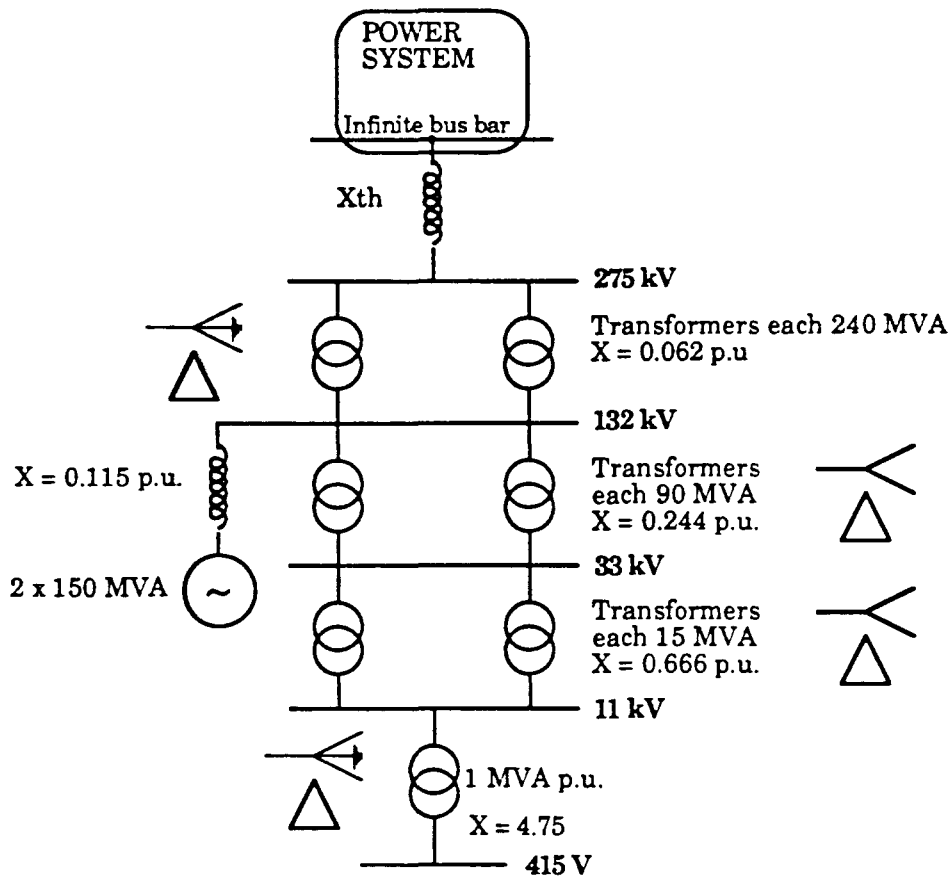 POWER
SYSTEM
Infinite bus bar
Xth
275 kV
Transformers each 240 MVA
X = 0.062 p.u
132 kV
X = 0.115 p.u.
Transformers
each 90 MVA
X = 0.244 p.u.
2 x 150 MVA
~
33 kV
Transformers
each 15 MVA
X = 0.666 p.u.
11 kV
1 MVA p.u.
X = 4.75
415 V